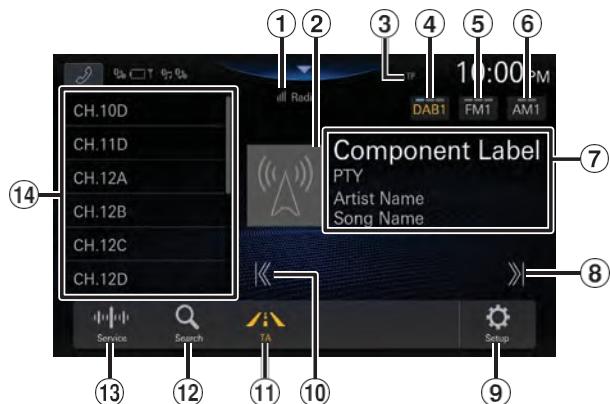 1 2 3 4 5 6
TP 10:00 PM
Radio
DAB1 FM1 AM1
CH.10D
CH.11D
CH.12A
CH.12B
CH.12C
CH.12D
Component Label
PTY
Artist Name
Song Name
7
14
8
Service Search TA Setup
13 12 11 10 9